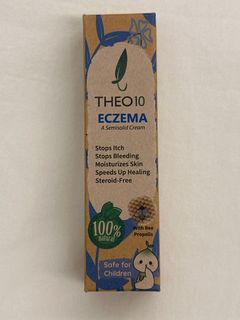 THEO10
ECZEMA
A Semisolid Cream
Stops Itch
Stops Bleeding
Moisturizes Skin
Speeds Up Healing
Steroid-Free
100%
natural
With Bee
Propolis
Safe for
Children